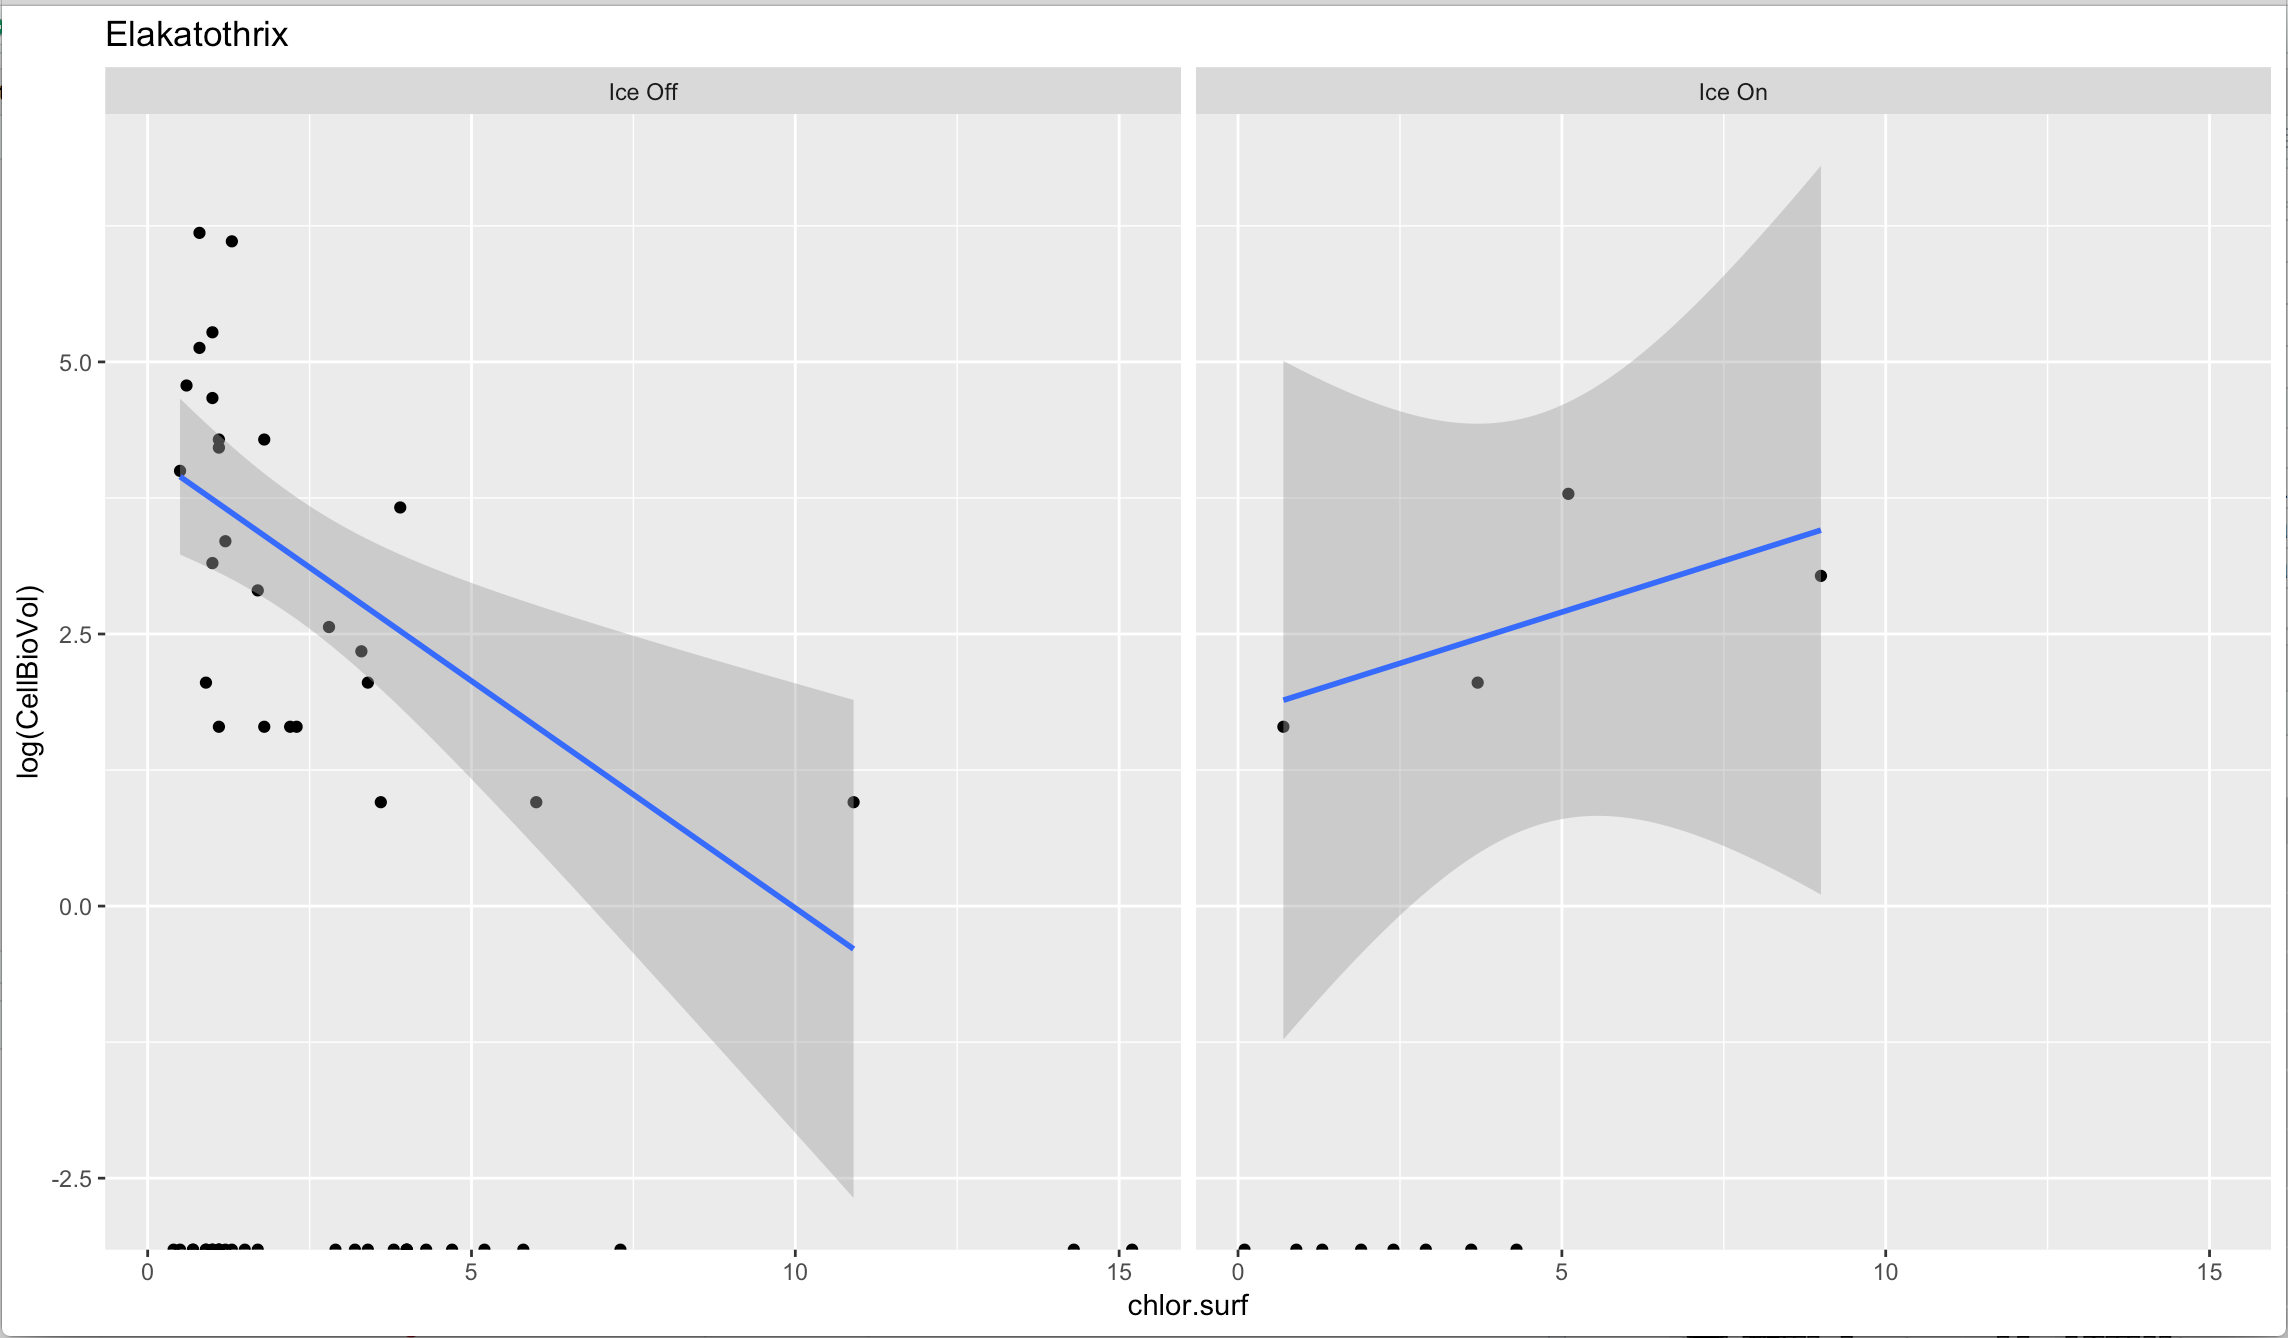 Elakatothrix
Ice Off
Ice On
log(CellBioVol)
5.0
2.5
0.0
-2.5
0 5 10 15
0 5 10 15
chlor.surf